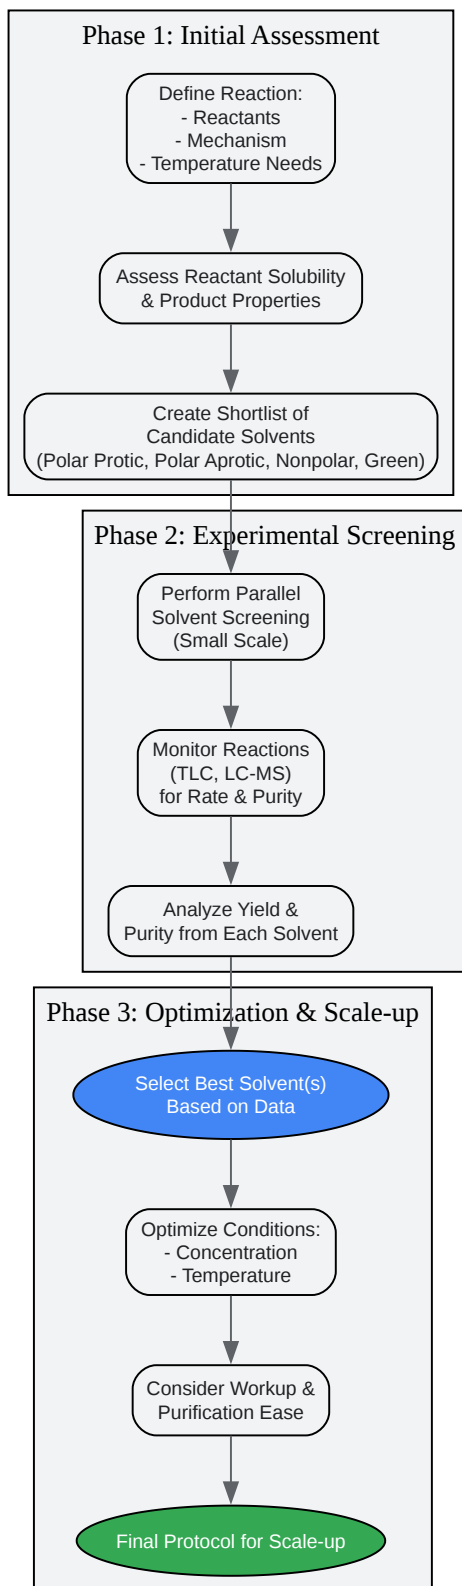 Phase 1: Initial Assessment
Define Reaction:
- Reactants
- Mechanism
- Temperature Needs
Assess Reactant Solubility
& Product Properties
Create Shortlist of
Candidate Solvents
(Polar Protic, Polar Aprotic, Nonpolar, Green)
Phase 2: Experimental Screening
Perform Parallel
Solvent Screening
(Small Scale)
Monitor Reactions
(TLC, LC-MS)
for Rate & Purity
Analyze Yield &
Purity from Each Solvent
Phase 3: Optimization & Scale-up
Select Best Solvent(s)
Based on Data
Optimize Conditions:
- Concentration
- Temperature
Consider Workup &
Purification Ease
Final Protocol for Scale-up